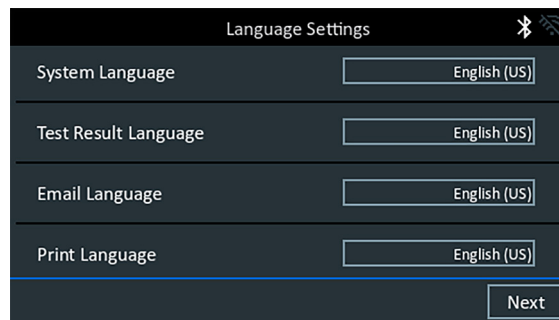 Language Settings
System Language English (US)
Test Result Language English (US)
Email Language English (US)
Print Language English (US)
Next